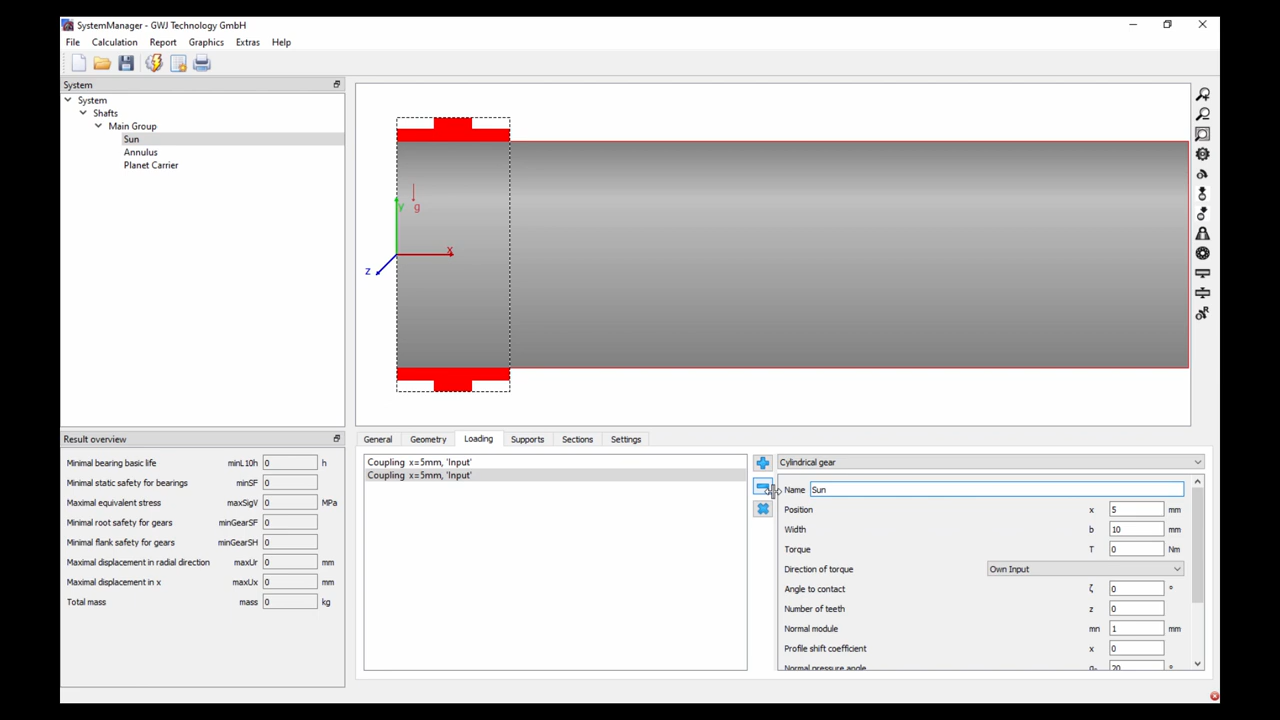 SystemManager - GWJ Technology GmbH
File Calculation Report Graphics Extras Help
System
System
Shafts
Main Group
Sun
Annulus
Planet Carrier
y
g
x
z
Result overview
Minimal bearing basic life minL10h 0 h
Minimal static safety for bearings minSF 0
Maximal equivalent stress maxSigV 0 MPa
Minimal root safety for gears minGearSF 0
Minimal flank safety for gears minGearSH 0
Maximal displacement in radial direction maxUr 0 mm
Maximal displacement in x maxUx 0 mm
Total mass mass 0 kg
General Geometry Loading Supports Sections Settings
Coupling x=5mm, 'Input'
Coupling x=5mm, 'Input'
Cylindrical gear
Name Sun
Position x 5 mm
Width b 10 mm
Torque T 0 Nm
Direction of torque Own Input
Angle to contact ζ 0 °
Number of teeth z 0
Normal module mn 1 mm
Profile shift coefficient x 0
Normal pressure angle 20 °